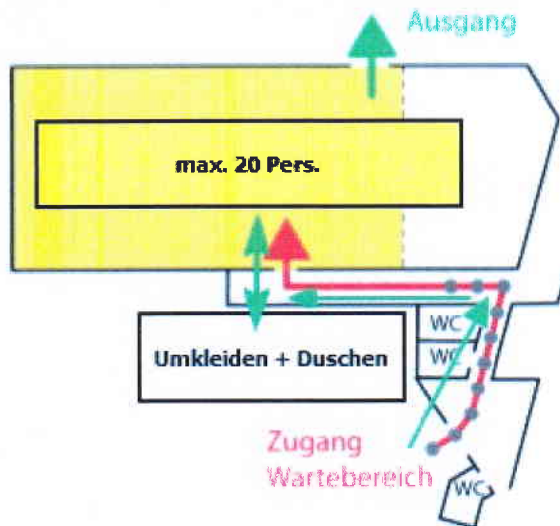 Ausgang
max. 20 Pers.
WC
WC
Umkleiden + Duschen
Zugang
Wartebereich
WC